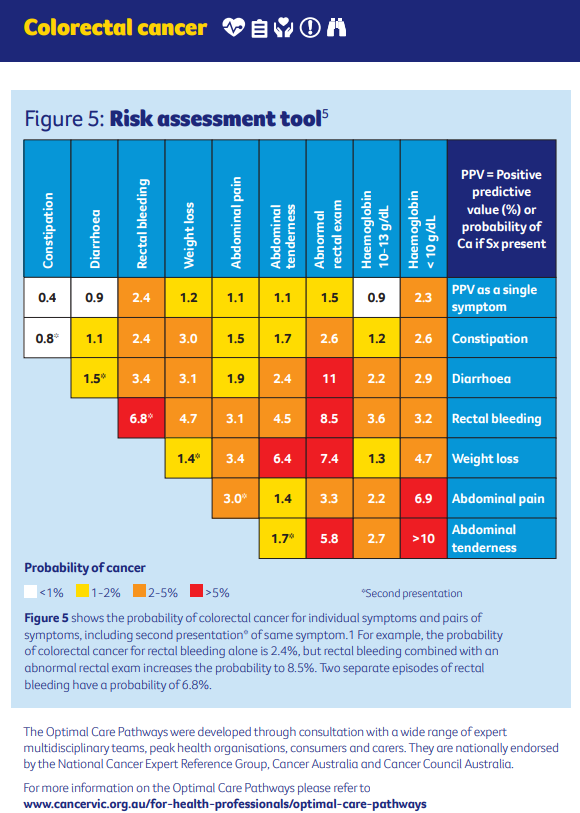 Colorectal cancer
Figure 5: Risk assessment tool5
Constipation
Diarrhoea
Rectal bleeding
Weight loss
Abdominal pain
Abdominal
tenderness
Abnormal
rectal exam
Haemoglobin
10-13 g/dL
Haemoglobin
< 10 g/dL
PPV = Positive
predictive
value (%) or
probability of
Ca if Sx present
0.4 0.9 2.4 1.2 1.1 1.1 1.5 0.9 2.3 PPV as a single
symptom
0.8* 1.1 2.4 3.0 1.5 1.7 2.6 1.2 2.6 Constipation
1.5* 3.4 3.1 1.9 2.4 11 2.2 2.9 Diarrhoea
6.8* 4.7 3.1 4.5 8.5 3.6 3.2 Rectal bleeding
1.4* 3.4 6.4 7.4 1.3 4.7 Weight loss
3.0* 1.4 3.3 2.2 6.9 Abdominal pain
1.7* 5.8 2.7 >10 Abdominal
tenderness
Probability of cancer
<1% 1-2% 2-5% >5% *Second presentation
Figure 5 shows the probability of colorectal cancer for individual symptoms and pairs of
symptoms, including second presentation* of same symptom.1 For example, the probability
of colorectal cancer for rectal bleeding alone is 2.4%, but rectal bleeding combined with an
abnormal rectal exam increases the probability to 8.5%. Two separate episodes of rectal
bleeding have a probability of 6.8%.
The Optimal Care Pathways were developed through consultation with a wide range of expert
multidisciplinary teams, peak health organisations, consumers and carers. They are nationally endorsed
by the National Cancer Expert Reference Group, Cancer Australia and Cancer Council Australia.
For more information on the Optimal Care Pathways please refer to
www.cancervic.org.au/for-health-professionals/optimal-care-pathways